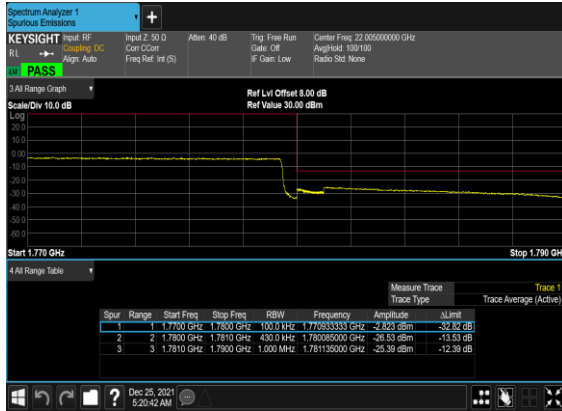 Spectrum Analyzer 1
Spurious Emissions
+
KEYSIGHT Input: RF Input Z: 50 Ω Atten: 40 dB Trig: Free Run Center Freq: 22.005000000 GHz
RL Coupling: DC Corr CCorr Gate: Off Avg|Hold: 100/100
Align: Auto Freq Ref: Int (S) IF Gain: Low Radio Std: None
PASS
3 All Range Graph
Ref Lvl Offset 8.00 dB
Scale/Div 10.0 dB Ref Value 30.00 dBm
Log
20.0
10.0
0.00
-10.0
-20.0
-30.0
-40.0
-50.0
-60.0
Start 1.770 GHz Stop 1.790 GH
4 All Range Table
Measure Trace Trace 1
Trace Type Trace Average (Active)
Spur Range Start Freq Stop Freq RBW Frequency Amplitude ΔLimit
1 1 1.7700 GHz 1.7800 GHz 100.0 kHz 1.770933333 GHz -2.823 dBm -32.82 dB
2 2 1.7800 GHz 1.7810 GHz 430.0 kHz 1.780085000 GHz -26.53 dBm -13.53 dB
3 3 1.7810 GHz 1.7900 GHz 1.000 MHz 1.781135000 GHz -25.39 dBm -12.39 dB
? Dec 25, 2021
5:20:42 AM